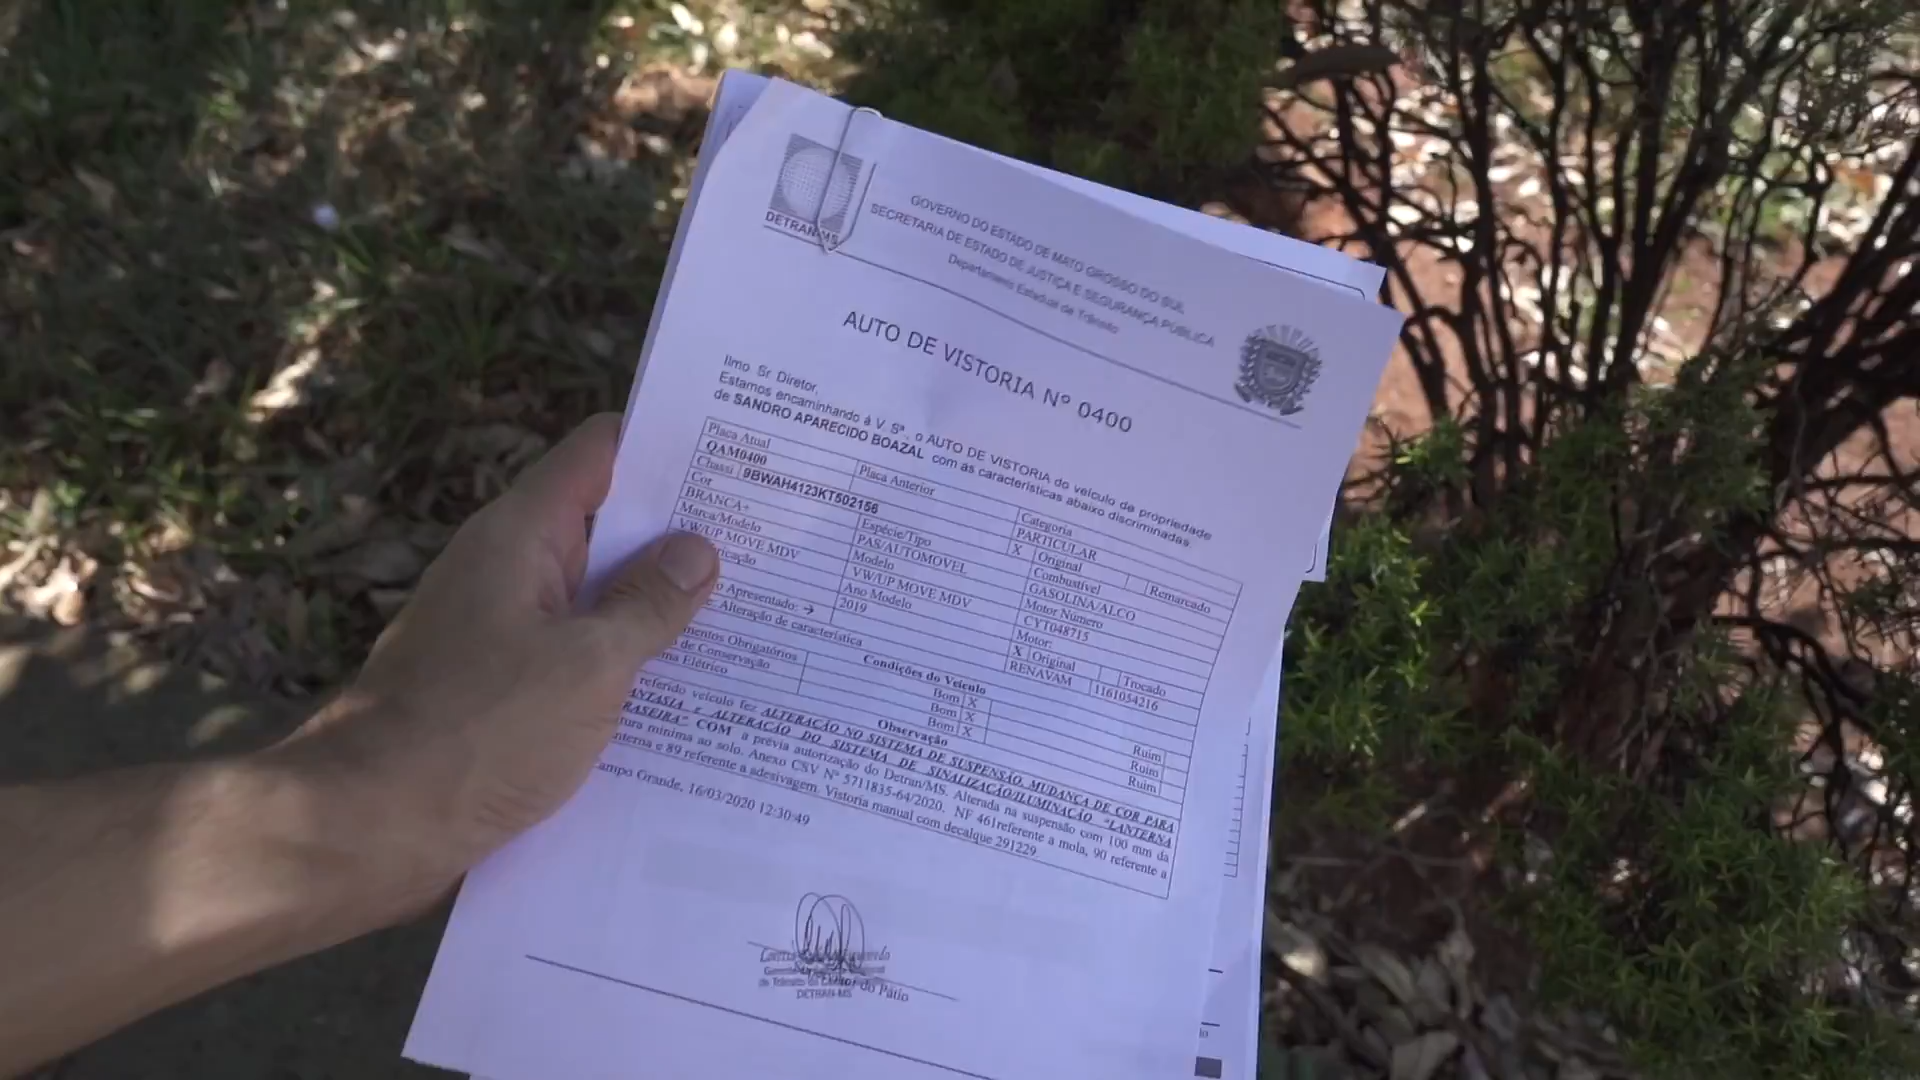 DETRAN-MS
GOVERNO DO ESTADO DE MATO GROSSO DO SUL
SECRETARIA DE ESTADO DE JUSTIÇA E SEGURANÇA PÚBLICA
Departamento Estadual de Trânsito
AUTO DE VISTORIA Nº 0400
Ilmo Sr Diretor,
Estamos encaminhando à V. Sª , o AUTO DE VISTORIA do veículo de propriedade
de SANDRO APARECIDO BOAZAL com as características abaixo discriminadas.
Placa Atual
QAM0400
Placa Anterior
Categoria
PARTICULAR
Chassi 9BWAH4123KT502156
X Original
Remarcado
Cor
BRANCA+
Espécie/Tipo
PAS/AUTOMOVEL
Combustível
GASOLINA/ALCO
Marca/Modelo
VW/UP MOVE MDV
Modelo
VW/UP MOVE MDV
Motor Número
CYT048715
Ano Modelo
2019
Motor:
X Original
Trocado
Apresentado: →
RENAVAM 1161054216
Alteração de característica
Condições do Veículo
Obrigatórios
Bom X
Ruim
de Conservação
Bom X
Ruim
Elétrico
Bom X
Ruim
Observação
referido veículo fez ALTERAÇÃO NO SISTEMA DE SUSPENSÃO, MUDANÇA DE COR PARA
e ALTERAÇÃO DO SISTEMA DE SINALIZAÇÃO/ILUMINAÇÃO "LANTERNA
COM a prévia autorização do Detran/MS. Alterada na suspensão com 100 mm da
mínima ao solo. Anexo CSV Nº 5711835-64/2020. NF 461referente a mola, 90 referente a
e 89 referente a adesivagem. Vistoria manual com decalque 291229.
Grande, 16/03/2020 12:30:49
do Pátio
DETRAN-MS